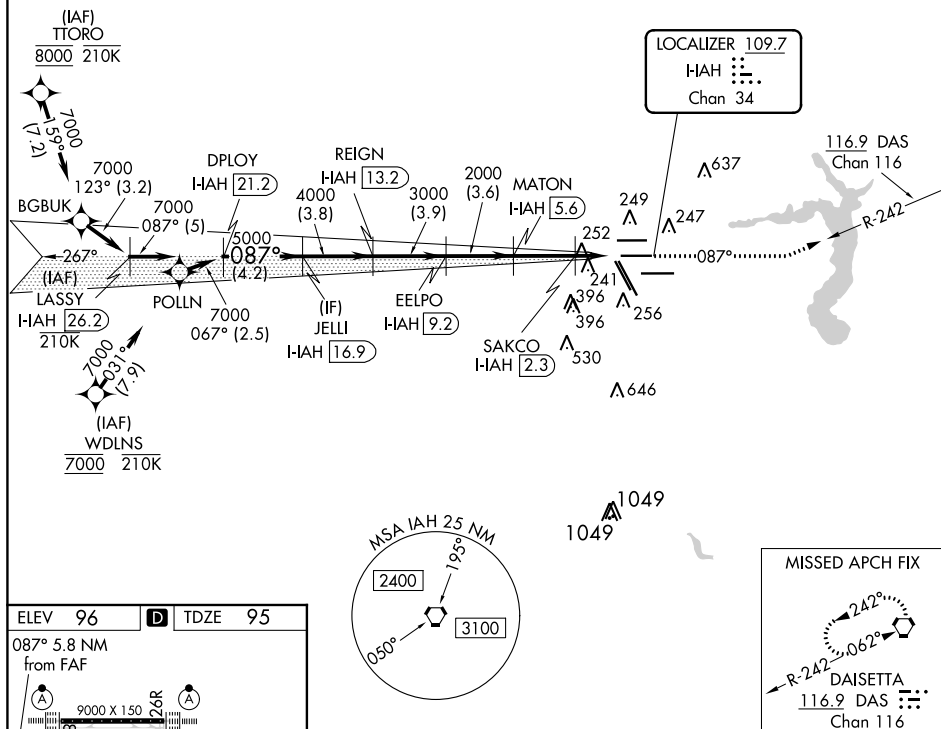 (IAF)
TTORO
8000 210K
7000
159°
(7.2)
LOCALIZER 109.7
I-IAH
Chan 34
116.9 DAS
Chan 116
R-242
BGBUK
7000
123° (3.2)
7000
087° (5)
DPLOY
I-IAH 21.2
REIGN
I-IAH 13.2
4000
(3.8)
3000
(3.9)
2000
(3.6)
MATON
I-IAH 5.6
637
249
247
252
241
267°
5000
087°
(4.2)
087°
(IAF)
LASSY
I-IAH 26.2
210K
POLLN
7000
067° (2.5)
(IF)
JELLI
I-IAH 16.9
EELPO
I-IAH 9.2
SAKCO
I-IAH 2.3
396
396
256
530
646
7000
031°
(7.9)
(IAF)
WDLNS
7000 210K
1049
1049
MSA IAH 25 NM
195°
2400
3100
050°
MISSED APCH FIX
242°
062°
R-242
DAISETTA
116.9 DAS
Chan 116
ELEV 96 D TDZE 95
087° 5.8 NM
from FAF
A
A
9000 X 150
26R